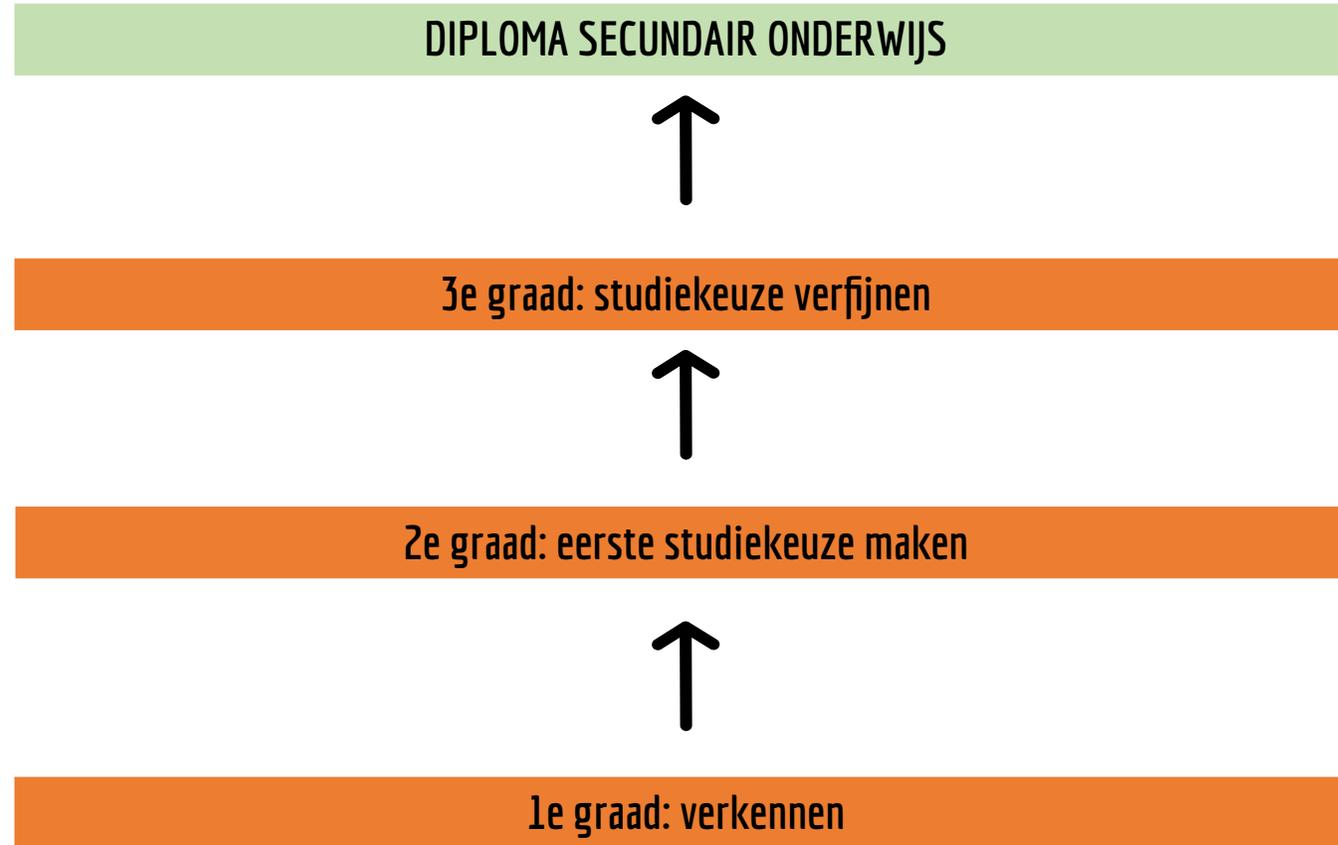 DIPLOMA SECUNDAIR ONDERWIJS
3e graad: studiekeuze verfijnen
2e graad: eerste studiekeuze maken
1e graad: verkennen